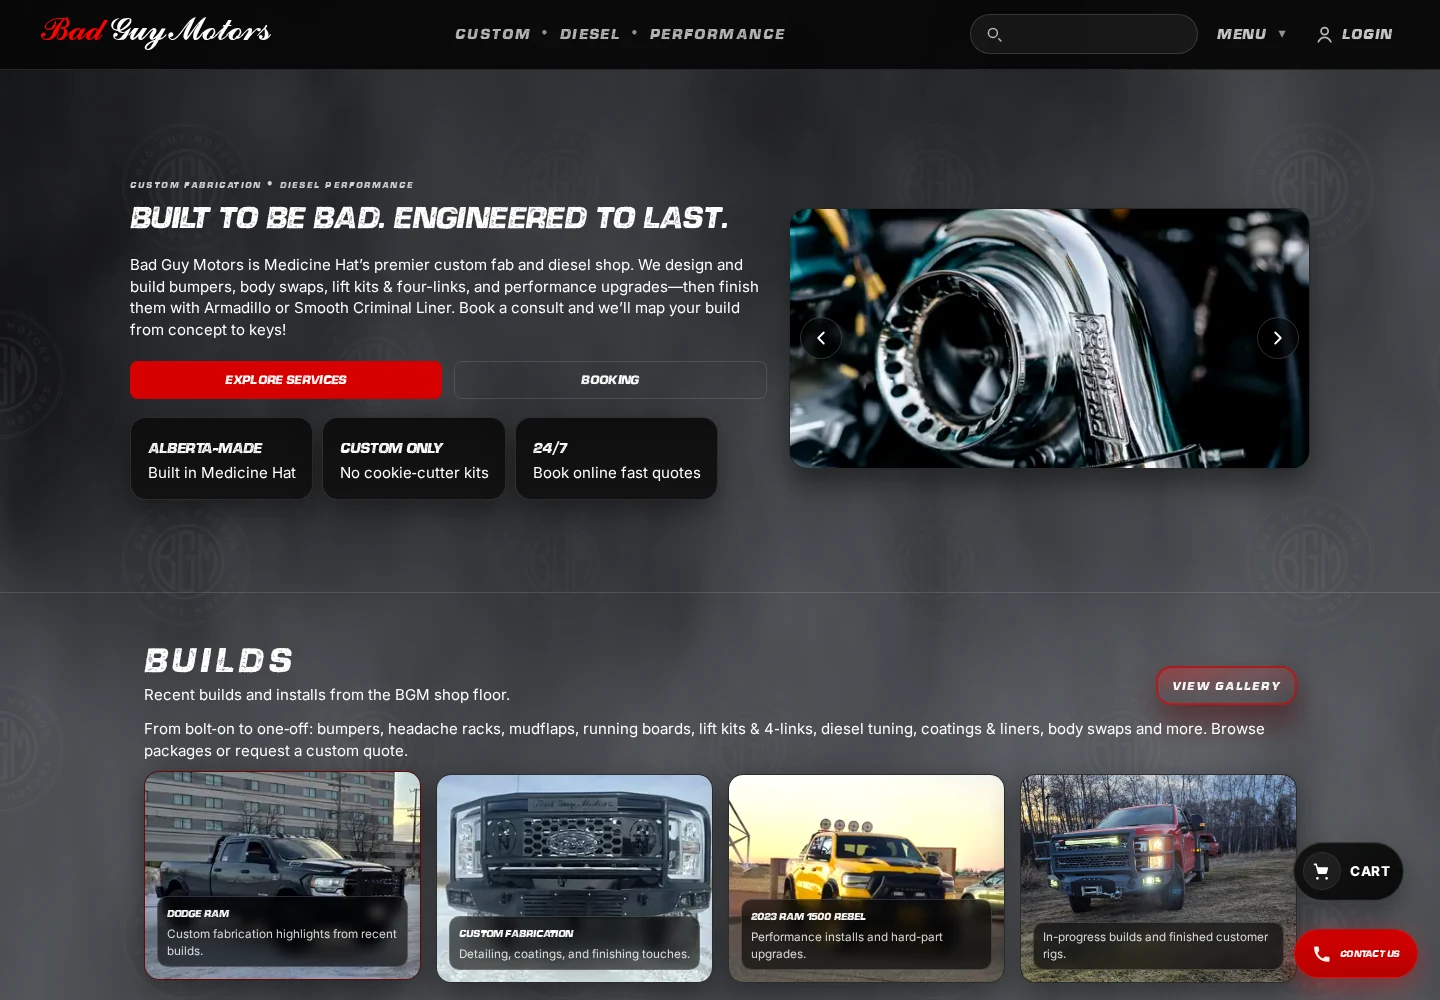 Bad Guy Motors
CUSTOM • DIESEL • PERFORMANCE
MENU ▼
LOGIN
CUSTOM FABRICATION • DIESEL PERFORMANCE
BUILT TO BE BAD. ENGINEERED TO LAST.
Bad Guy Motors is Medicine Hat’s premier custom fab and diesel shop. We design and
build bumpers, body swaps, lift kits & four-links, and performance upgrades—then finish
them with Armadillo or Smooth Criminal Liner. Book a consult and we’ll map your build
from concept to keys!
EXPLORE SERVICES
BOOKING
ALBERTA-MADE
Built in Medicine Hat
CUSTOM ONLY
No cookie-cutter kits
24/7
Book online fast quotes
BUILDS
Recent builds and installs from the BGM shop floor.
VIEW GALLERY
From bolt-on to one-off: bumpers, headache racks, mudflaps, running boards, lift kits & 4-links, diesel tuning, coatings & liners, body swaps and more. Browse
packages or request a custom quote.
DODGE RAM
Custom fabrication highlights from recent
builds.
Bad Guy Motors
CUSTOM FABRICATION
Detailing, coatings, and finishing touches.
2023 RAM 1500 REBEL
Performance installs and hard-part
upgrades.
In-progress builds and finished customer
rigs.
CART
CONTACT US